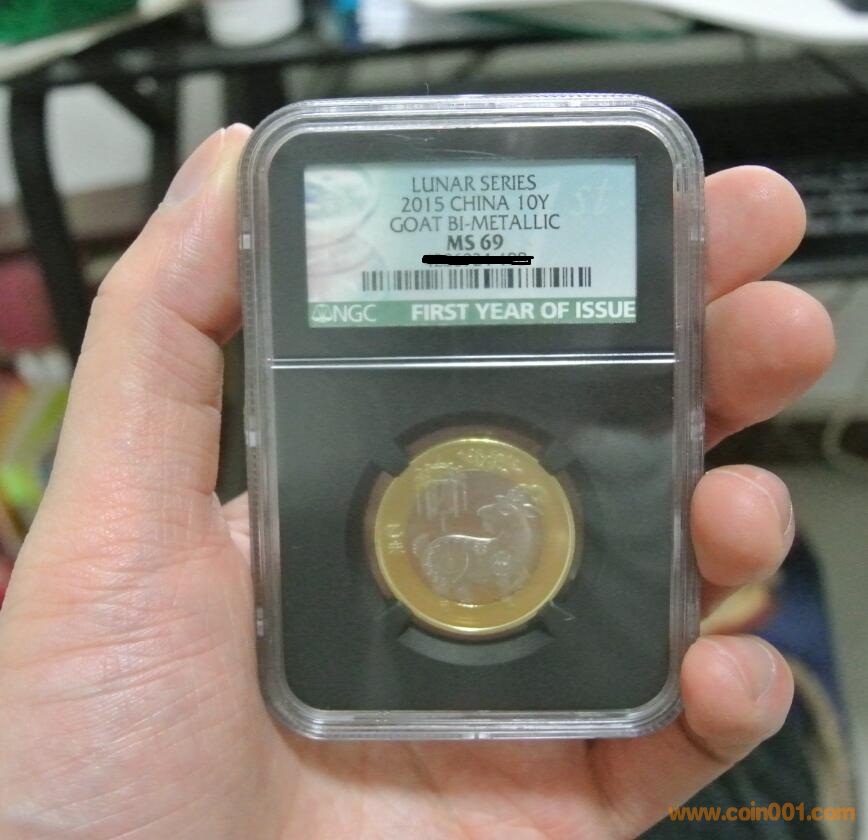 LUNAR SERIES
2015 CHINA 10Y
GOAT BI-METALLIC
MS 69
NGC FIRST YEAR OF ISSUE
www.coin001.com